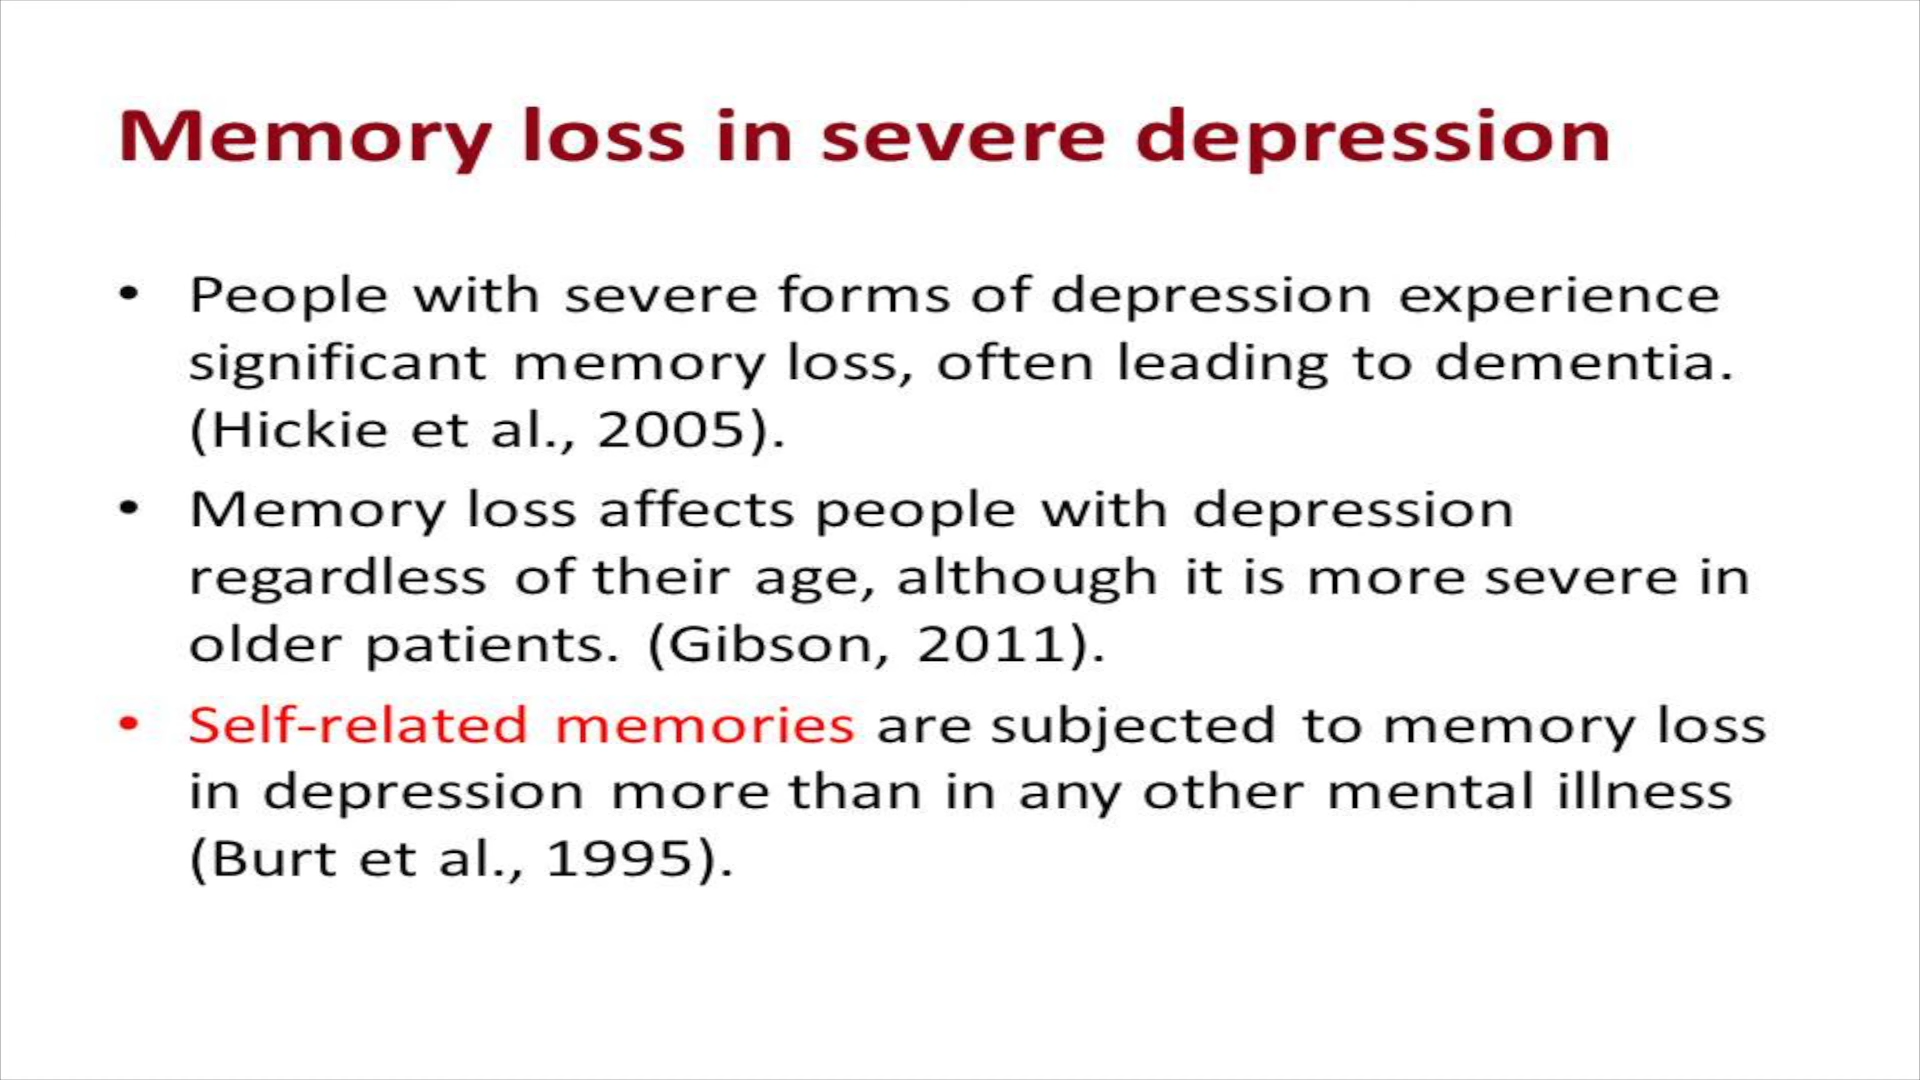 Memory loss in severe depression
• People with severe forms of depression experience
significant memory loss, often leading to dementia.
(Hickie et al., 2005).
• Memory loss affects people with depression
regardless of their age, although it is more severe in
older patients. (Gibson, 2011).
• Self-related memories are subjected to memory loss
in depression more than in any other mental illness
(Burt et al., 1995).